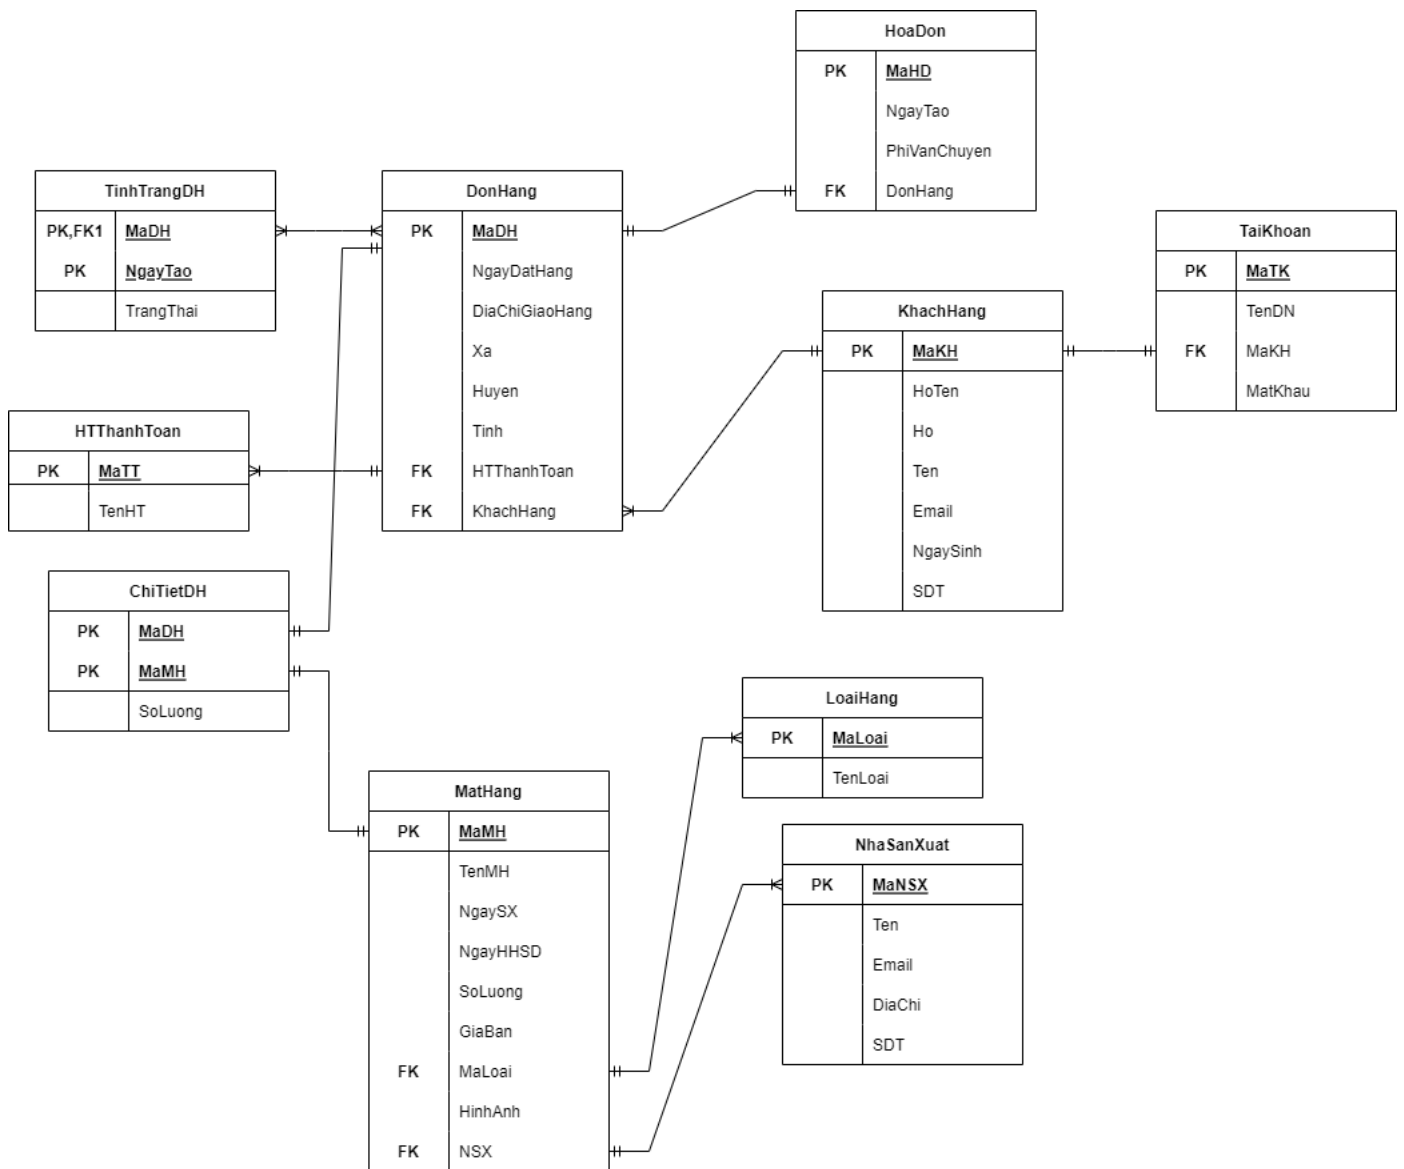 HoaDon
PK MaHD
NgayTao
PhiVanChuyen
FK DonHang
TinhTrangDH
PK,FK1 MaDH
PK NgayTao
TrangThai
DonHang
PK MaDH
NgayDatHang
DiaChiGiaoHang
Xa
Huyen
Tinh
FK HTThanhToan
FK KhachHang
TaiKhoan
PK MaTK
TenDN
FK MaKH
MatKhau
KhachHang
PK MaKH
HoTen
Ho
Ten
Email
NgaySinh
SDT
HTThanhToan
PK MaTT
TenHT
ChiTietDH
PK MaDH
PK MaMH
SoLuong
LoaiHang
PK MaLoai
TenLoai
MatHang
PK MaMH
TenMH
NgaySX
NgayHHSD
SoLuong
GiaBan
FK MaLoai
HinhAnh
FK NSX
NhaSanXuat
PK MaNSX
Ten
Email
DiaChi
SDT